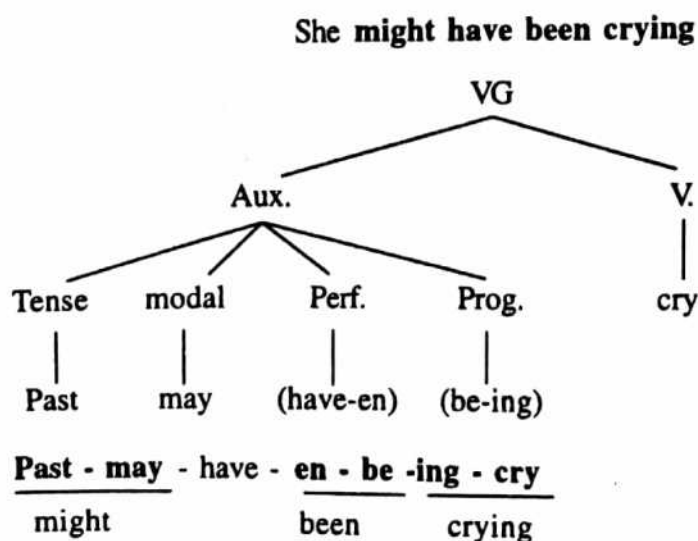 She might have been crying
VG
Aux. V.
Tense modal Perf. Prog. cry
Past may (have-en) (be-ing)
Past - may - have - en - be -ing - cry
might been crying